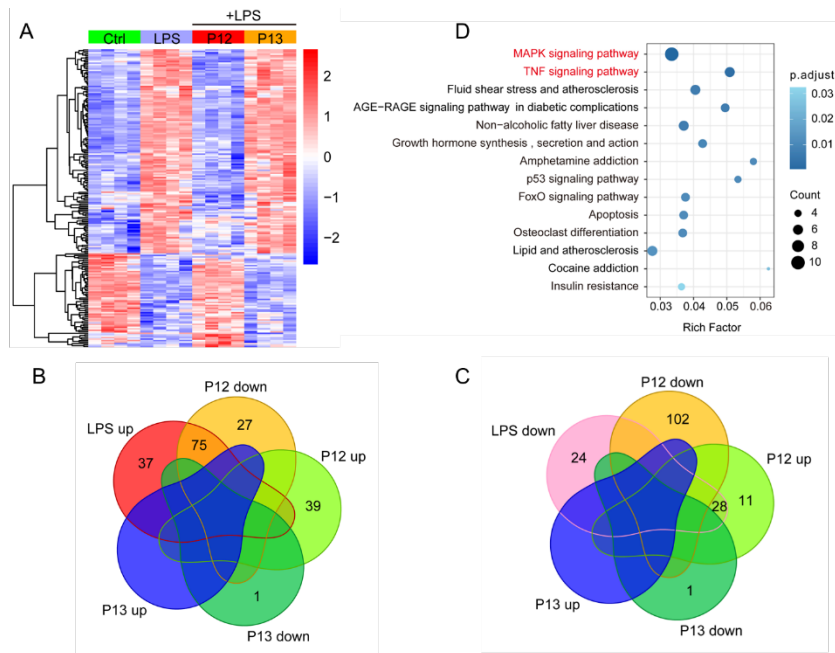 A
+LPS
Ctrl
LPS
P12
P13
2
1
0
−1
−2
D
MAPK signaling pathway
TNF signaling pathway
Fluid shear stress and atherosclerosis
AGE−RAGE signaling pathway in diabetic complications
Non−alcoholic fatty liver disease
Growth hormone synthesis , secretion and action
Amphetamine addiction
p53 signaling pathway
FoxO signaling pathway
Apoptosis
Osteoclast differentiation
Lipid and atherosclerosis
Cocaine addiction
Insulin resistance
0.03 0.04 0.05 0.06
Rich Factor
p.adjust
0.03
0.02
0.01
Count
4
6
8
10
B
P12 down
LPS up
27
75
37
P12 up
39
P13 up
1
P13 down
C
P12 down
LPS down
102
24
P12 up
28
11
P13 up
1
P13 down